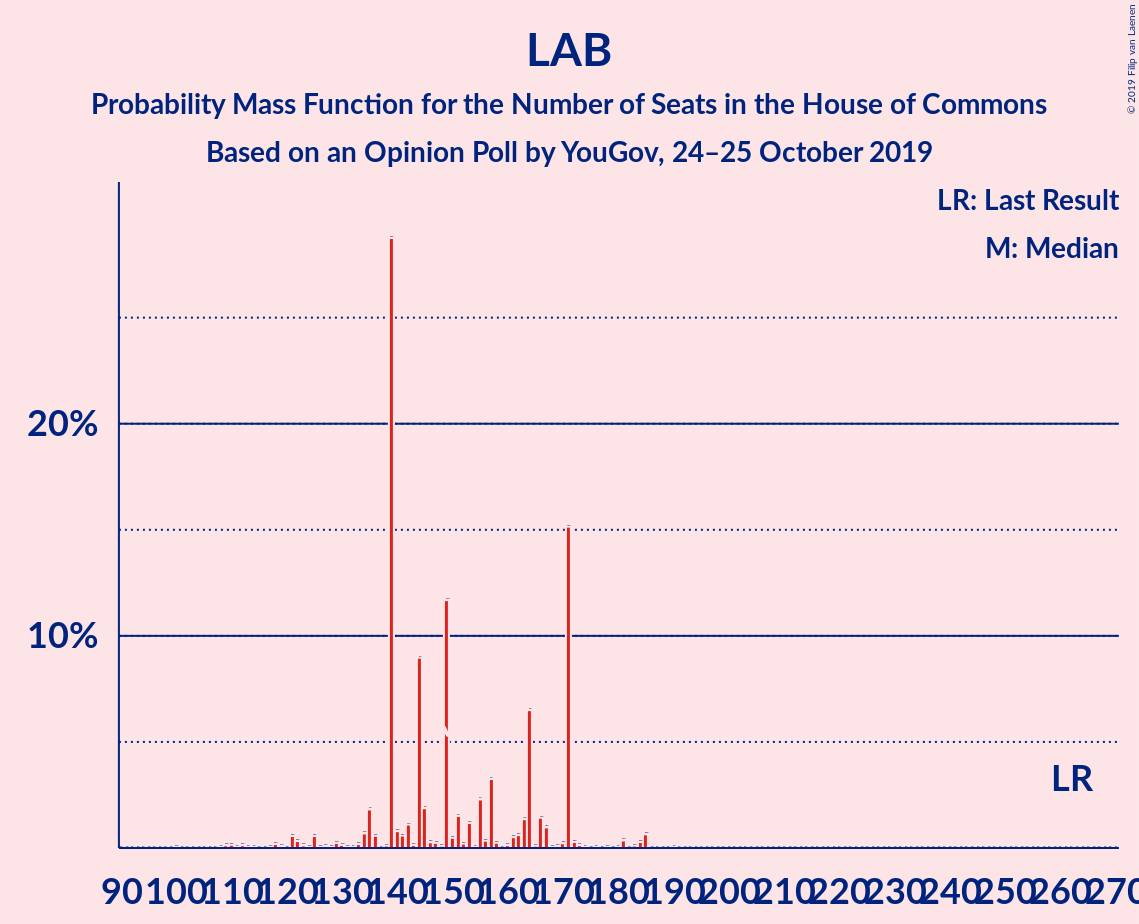 LAB
Probability Mass Function for the Number of Seats in the House of Commons
Based on an Opinion Poll by YouGov, 24–25 October 2019
© 2019 Filip van Laenen
LR: Last Result
M: Median
20%
10%
LR
90 100 110 120 130 140 150 160 170 180 190 200 210 220 230 240 250 260 270